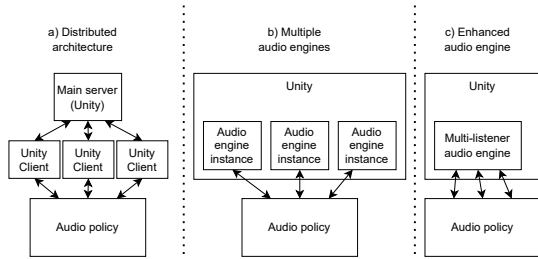 a) Distributed
architecture
Main server
(Unity)
Unity
Client
Unity
Client
Unity
Client
Audio policy
b) Multiple
audio engines
Unity
Audio
engine
instance
Audio
engine
instance
Audio
engine
instance
Audio policy
c) Enhanced
audio engine
Unity
Multi-listener
audio engine
Audio policy